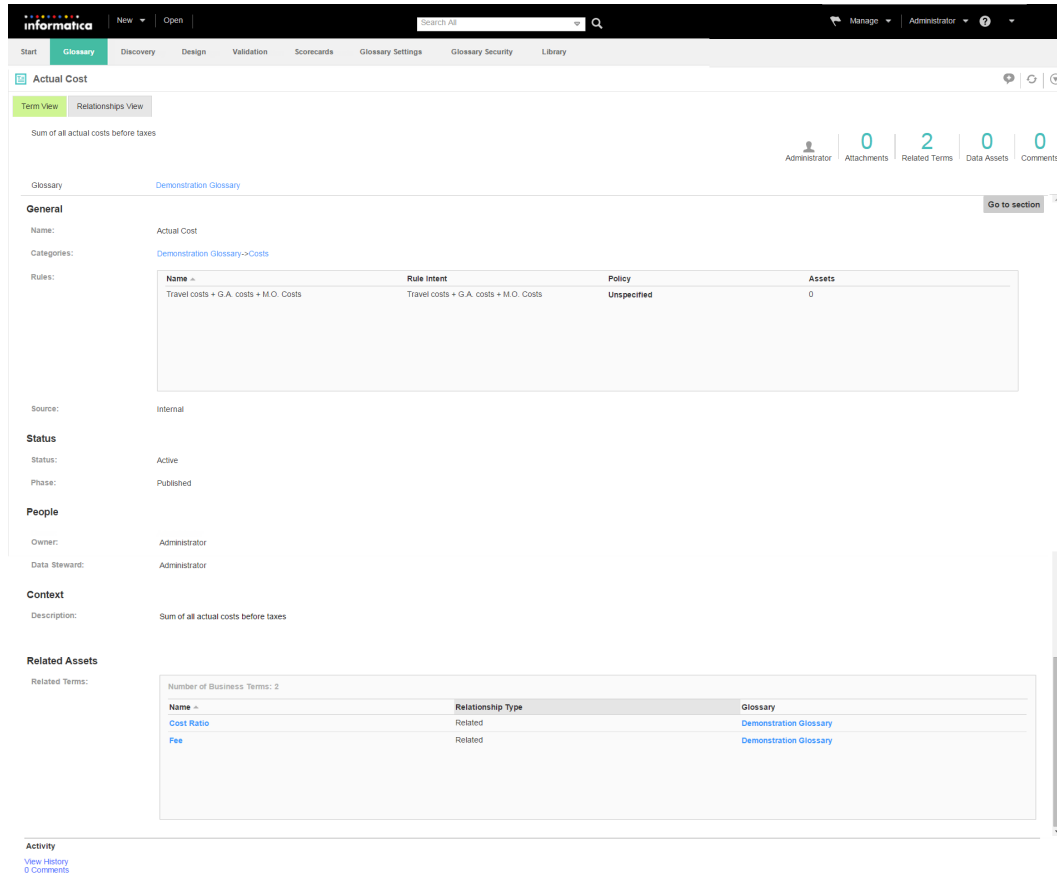 informatica New Open Search All Manage Administrator ?
Start Glossary Discovery Design Validation Scorecards Glossary Settings Glossary Security Library
Actual Cost
Term View Relationships View
Sum of all actual costs before taxes
0 2 0 0
Administrator Attachments Related Terms Data Assets Comments
Glossary Demonstration Glossary
General Go to section
Name: Actual Cost
Categories: Demonstration Glossary->Costs
Rules: Name Rule Intent Policy Assets
Travel costs + G.A. costs + M.O. Costs Travel costs + G.A. costs + M.O. Costs Unspecified 0
Source: Internal
Status
Status: Active
Phase: Published
People
Owner: Administrator
Data Steward: Administrator
Context
Description: Sum of all actual costs before taxes
Related Assets
Related Terms: Number of Business Terms: 2
Name Relationship Type Glossary
Cost Ratio Related Demonstration Glossary
Fee Related Demonstration Glossary
Activity
View History
0 Comments